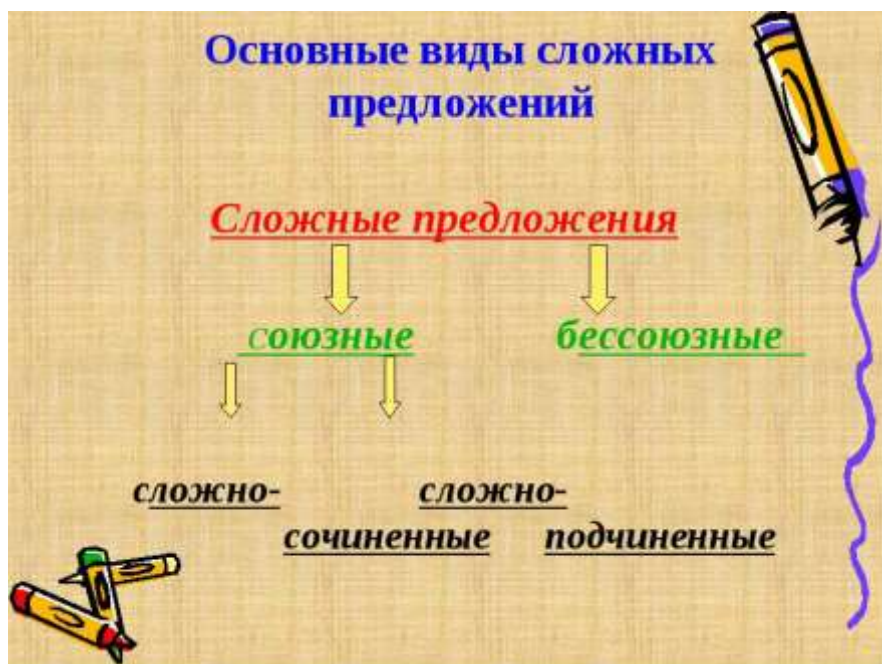 Основные виды сложных
предложений
Сложные предложения
союзные бессоюзные
сложно- сложно-
сочиненные подчиненные